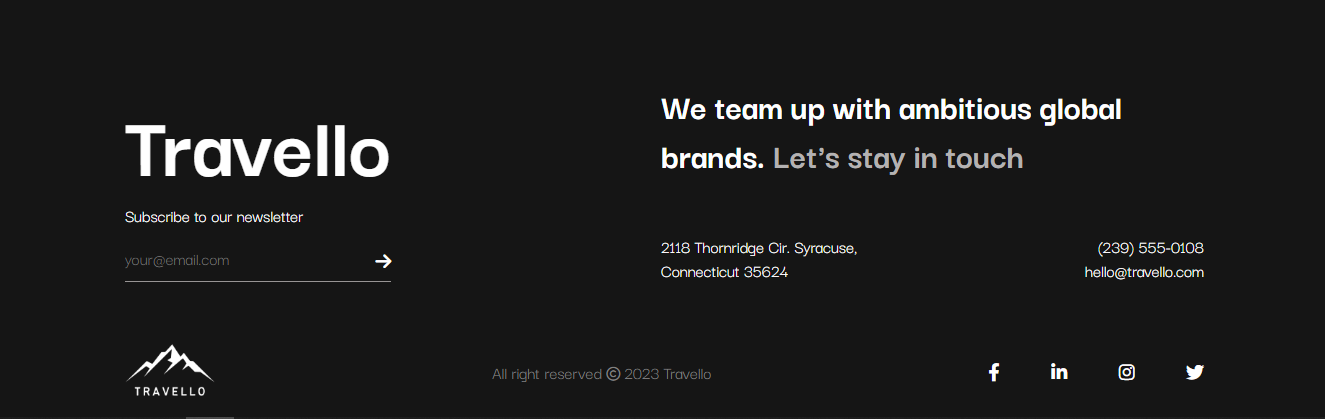 Travello
Subscribe to our newsletter
your@email.com
We team up with ambitious global
brands. Let's stay in touch
2118 Thornridge Cir. Syracuse,
Connecticut 35624
(239) 555-0108
hello@travello.com
TRAVELLO
All right reserved © 2023 Travello